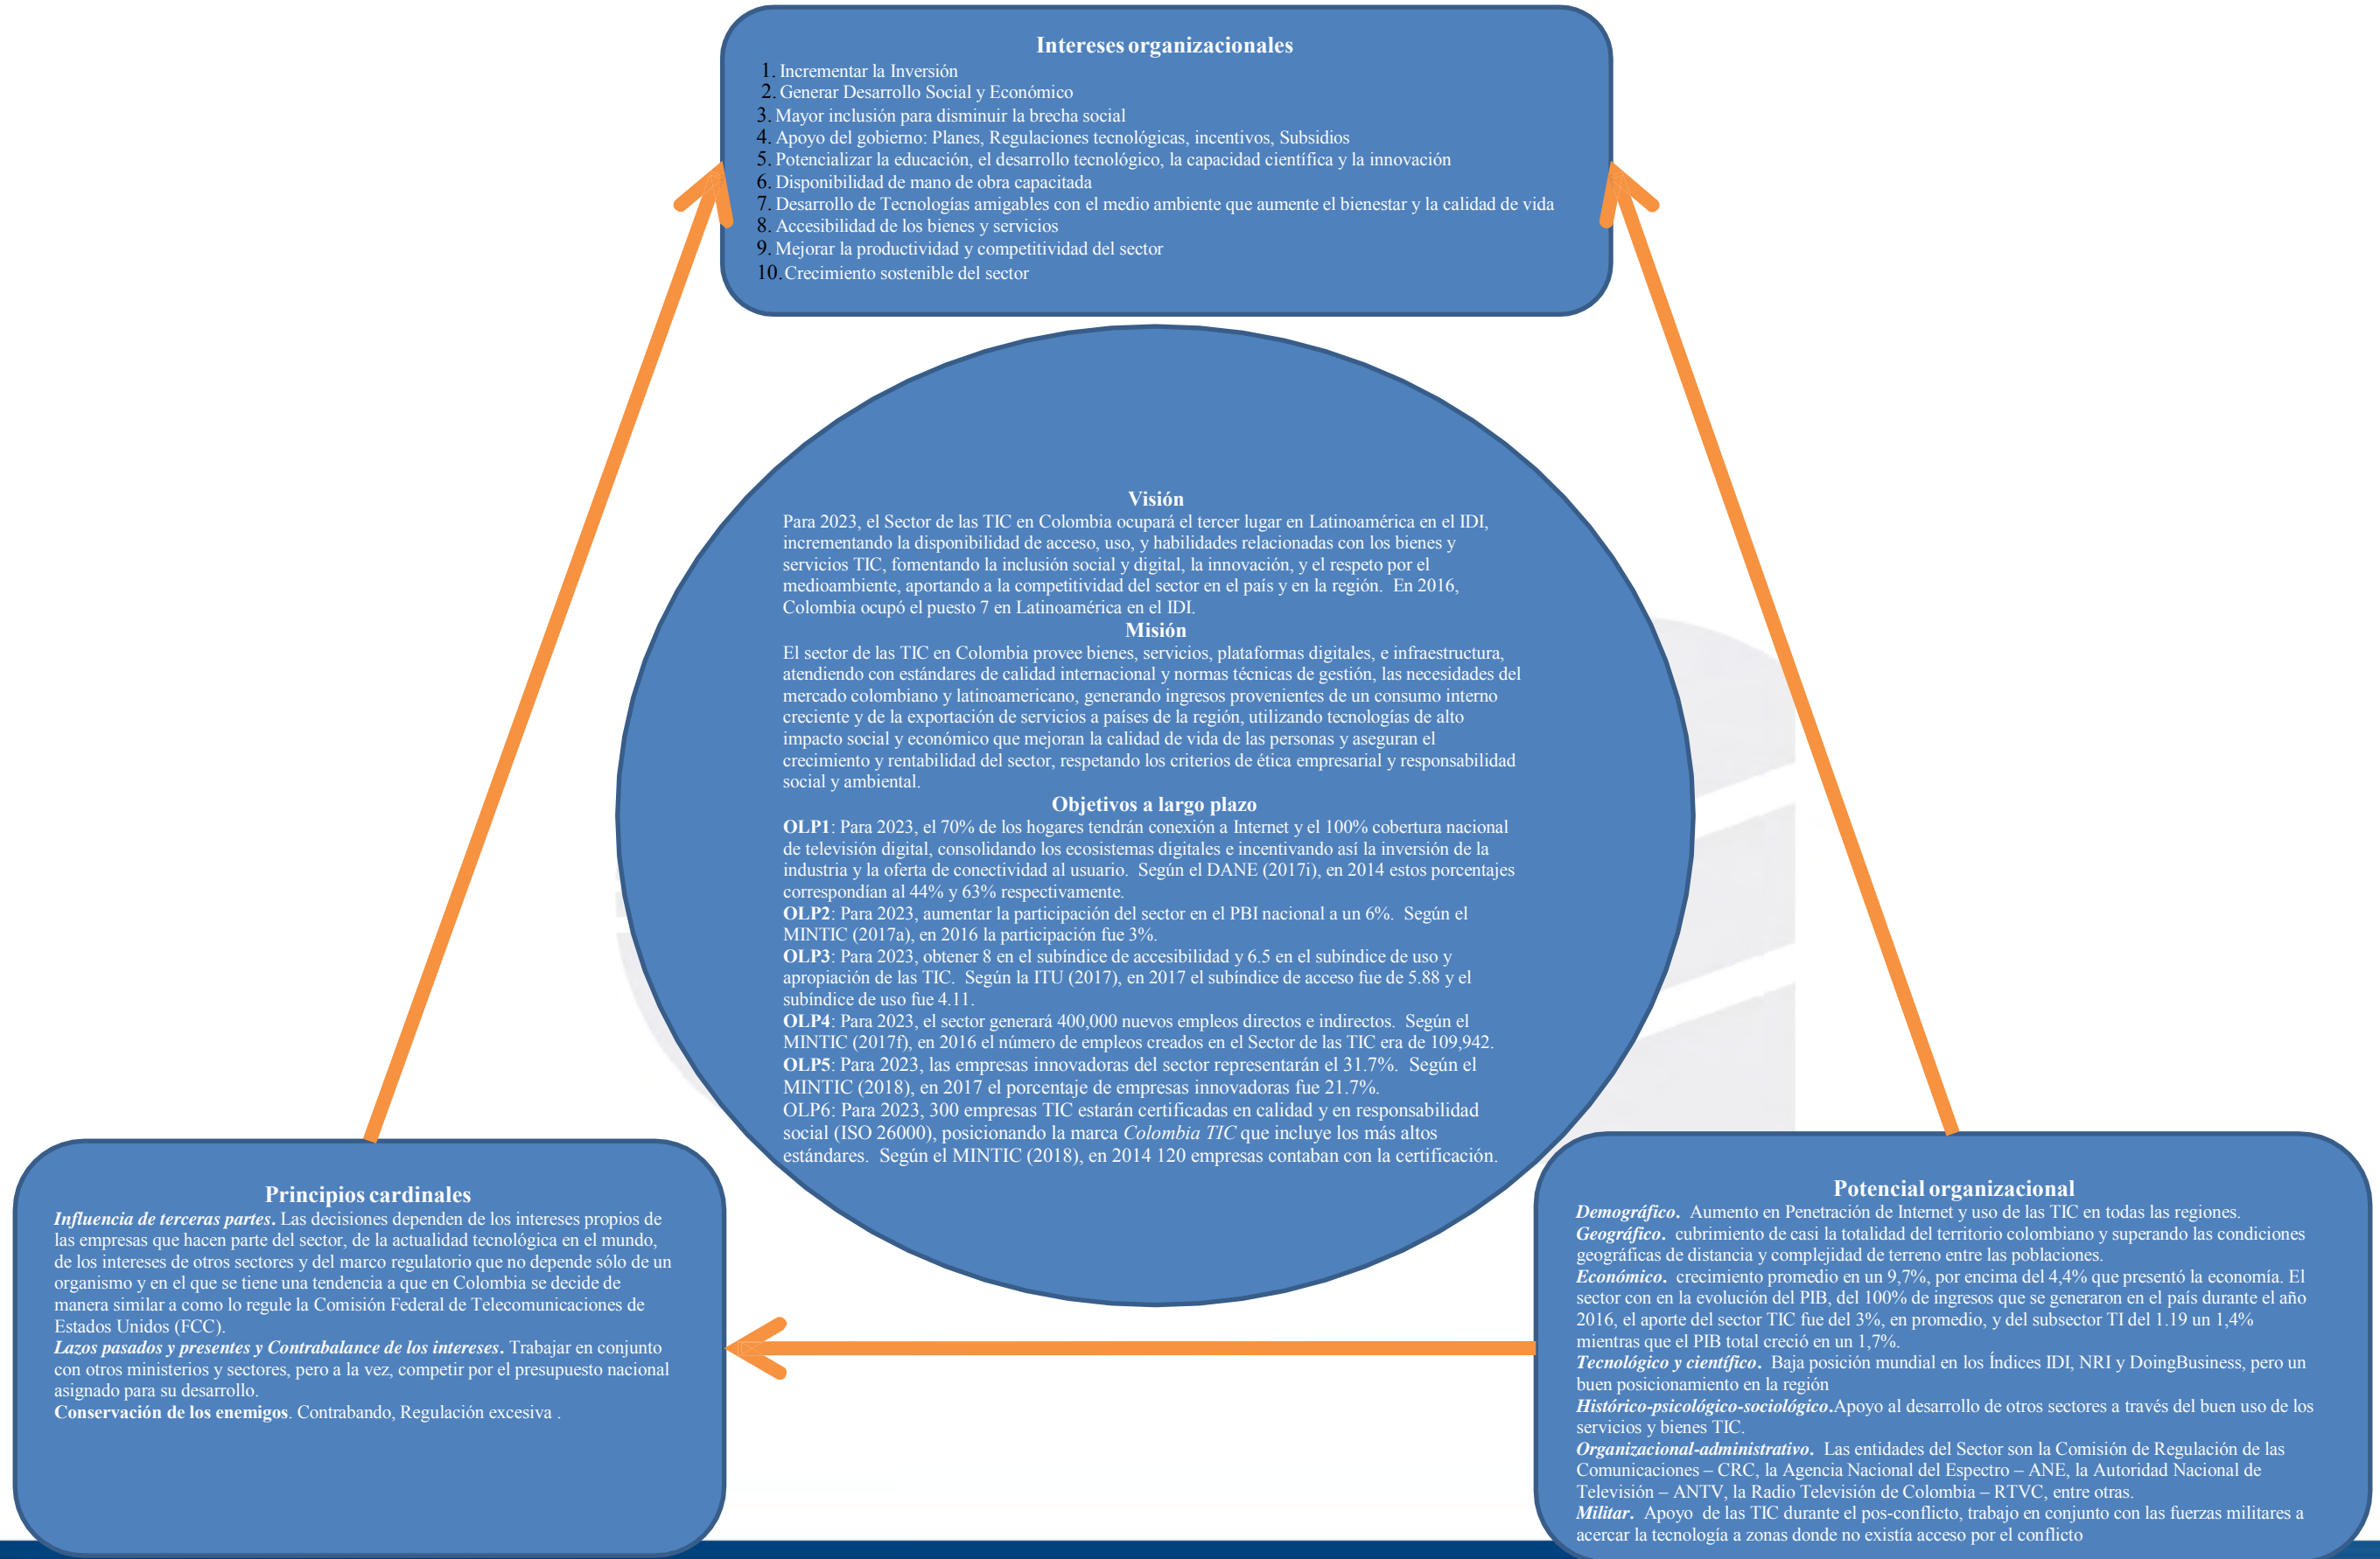 Intereses organizacionales
1. Incrementar la Inversión
2. Generar Desarrollo Social y Económico
3. Mayor inclusión para disminuir la brecha social
4. Apoyo del gobierno: Planes, Regulaciones tecnológicas, incentivos, Subsidios
5. Potencializar la educación, el desarrollo tecnológico, la capacidad científica y la innovación
6. Disponibilidad de mano de obra capacitada
7. Desarrollo de Tecnologías amigables con el medio ambiente que aumente el bienestar y la calidad de vida
8. Accesibilidad de los bienes y servicios
9. Mejorar la productividad y competitividad del sector
10. Crecimiento sostenible del sector
Visión
Para 2023, el Sector de las TIC en Colombia ocupará el tercer lugar en Latinoamérica en el IDI,
incrementando la disponibilidad de acceso, uso, y habilidades relacionadas con los bienes y
servicios TIC, fomentando la inclusión social y digital, la innovación, y el respeto por el
medioambiente, aportando a la competitividad del sector en el país y en la región. En 2016,
Colombia ocupó el puesto 7 en Latinoamérica en el IDI.
Misión
El sector de las TIC en Colombia provee bienes, servicios, plataformas digitales, e infraestructura,
atendiendo con estándares de calidad internacional y normas técnicas de gestión, las necesidades del
mercado colombiano y latinoamericano, generando ingresos provenientes de un consumo interno
creciente y de la exportación de servicios a países de la región, utilizando tecnologías de alto
impacto social y económico que mejoran la calidad de vida de las personas y aseguran el
crecimiento y rentabilidad del sector, respetando los criterios de ética empresarial y responsabilidad
social y ambiental.
Objetivos a largo plazo
OLP1: Para 2023, el 70% de los hogares tendrán conexión a Internet y el 100% cobertura nacional
de televisión digital, consolidando los ecosistemas digitales e incentivando así la inversión de la
industria y la oferta de conectividad al usuario. Según el DANE (2017i), en 2014 estos porcentajes
correspondían al 44% y 63% respectivamente.
OLP2: Para 2023, aumentar la participación del sector en el PBI nacional a un 6%. Según el
MINTIC (2017a), en 2016 la participación fue 3%.
OLP3: Para 2023, obtener 8 en el subíndice de accesibilidad y 6.5 en el subíndice de uso y
apropiación de las TIC. Según la ITU (2017), en 2017 el subíndice de acceso fue de 5.88 y el
subíndice de uso fue 4.11.
OLP4: Para 2023, el sector generará 400,000 nuevos empleos directos e indirectos. Según el
MINTIC (2017f), en 2016 el número de empleos creados en el Sector de las TIC era de 109,942.
OLP5: Para 2023, las empresas innovadoras del sector representarán el 31.7%. Según el
MINTIC (2018), en 2017 el porcentaje de empresas innovadoras fue 21.7%.
OLP6: Para 2023, 300 empresas TIC estarán certificadas en calidad y en responsabilidad
social (ISO 26000), posicionando la marca Colombia TIC que incluye los más altos
estándares. Según el MINTIC (2018), en 2014 120 empresas contaban con la certificación.
Principios cardinales
Influencia de terceras partes. Las decisiones dependen de los intereses propios de
las empresas que hacen parte del sector, de la actualidad tecnológica en el mundo,
de los intereses de otros sectores y del marco regulatorio que no depende sólo de un
organismo y en el que se tiene una tendencia a que en Colombia se decide de
manera similar a como lo regule la Comisión Federal de Telecomunicaciones de
Estados Unidos (FCC).
Lazos pasados y presentes y Contrabalance de los intereses. Trabajar en conjunto
con otros ministerios y sectores, pero a la vez, competir por el presupuesto nacional
asignado para su desarrollo.
Conservación de los enemigos. Contrabando, Regulación excesiva .
Potencial organizacional
Demográfico. Aumento en Penetración de Internet y uso de las TIC en todas las regiones.
Geográfico. cubrimiento de casi la totalidad del territorio colombiano y superando las condiciones
geográficas de distancia y complejidad de terreno entre las poblaciones.
Económico. crecimiento promedio en un 9,7%, por encima del 4,4% que presentó la economía. El
sector con en la evolución del PIB, del 100% de ingresos que se generaron en el país durante el año
2016, el aporte del sector TIC fue del 3%, en promedio, y del subsector TI del 1.19 un 1,4%
mientras que el PIB total creció en un 1,7%.
Tecnológico y científico. Baja posición mundial en los Índices IDI, NRI y DoingBusiness, pero un
buen posicionamiento en la región
Histórico-psicológico-sociológico.Apoyo al desarrollo de otros sectores a través del buen uso de los
servicios y bienes TIC.
Organizacional-administrativo. Las entidades del Sector son la Comisión de Regulación de las
Comunicaciones – CRC, la Agencia Nacional del Espectro – ANE, la Autoridad Nacional de
Televisión – ANTV, la Radio Televisión de Colombia – RTVC, entre otras.
Militar. Apoyo de las TIC durante el pos-conflicto, trabajo en conjunto con las fuerzas militares a
acercar la tecnología a zonas donde no existía acceso por el conflicto